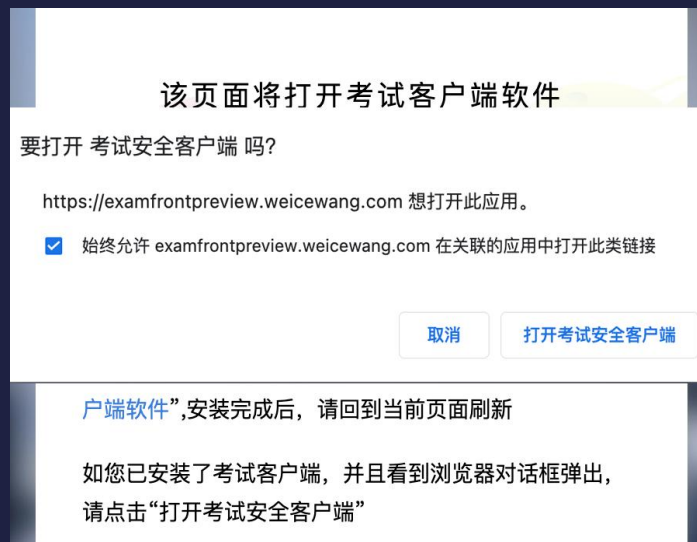 该页面将打开考试客户端软件
要打开 考试安全客户端 吗?
https://examfrontpreview.weicewang.com 想打开此应用。
始终允许 examfrontpreview.weicewang.com 在关联的应用中打开此类链接
取消
打开考试安全客户端
户端软件”,安装完成后，请回到当前页面刷新
如您已安装了考试客户端，并且看到浏览器对话框弹出，
请点击“打开考试安全客户端”